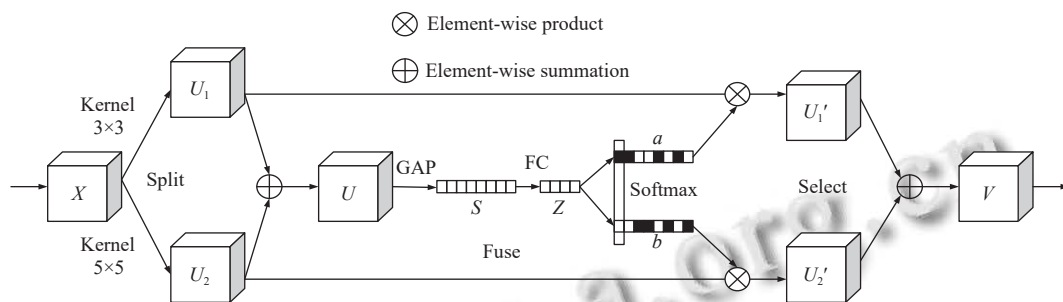 Element-wise product
Element-wise summation
Kernel
3×3
U₁
a
U₁′
X
Split
U
GAP
S
FC
Z
Softmax
Select
V
Kernel
5×5
U₂
Fuse
b
U₂′